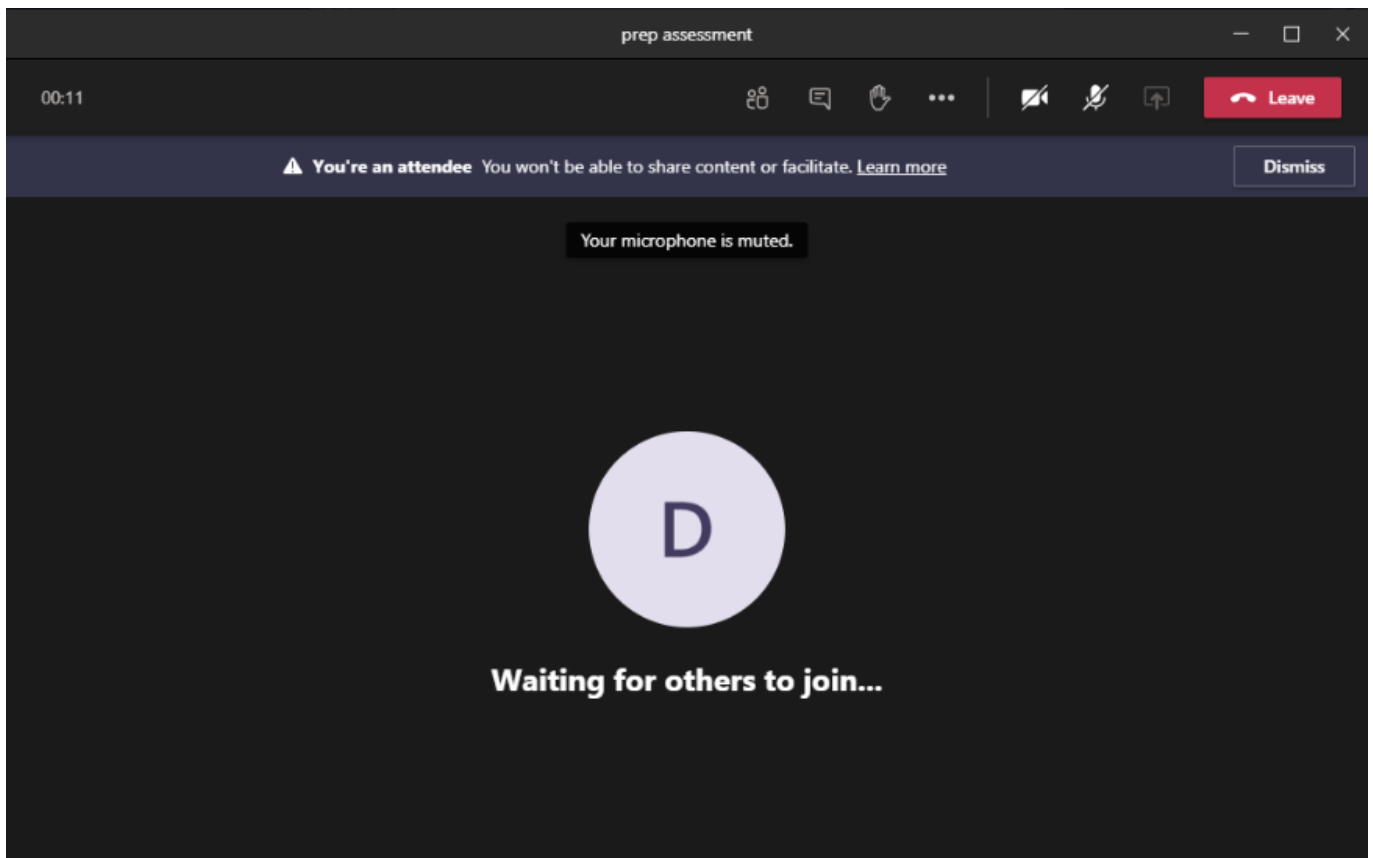 prep assessment
00:11
Leave
You're an attendee You won't be able to share content or facilitate. Learn more
Dismiss
Your microphone is muted.
D
Waiting for others to join...